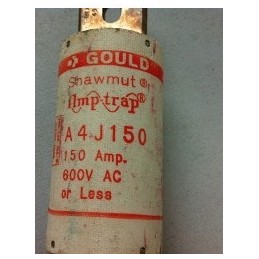 GOULD
Shawmut ®
Amp-trap®
A4J150
150 Amp.
600V AC
or Less